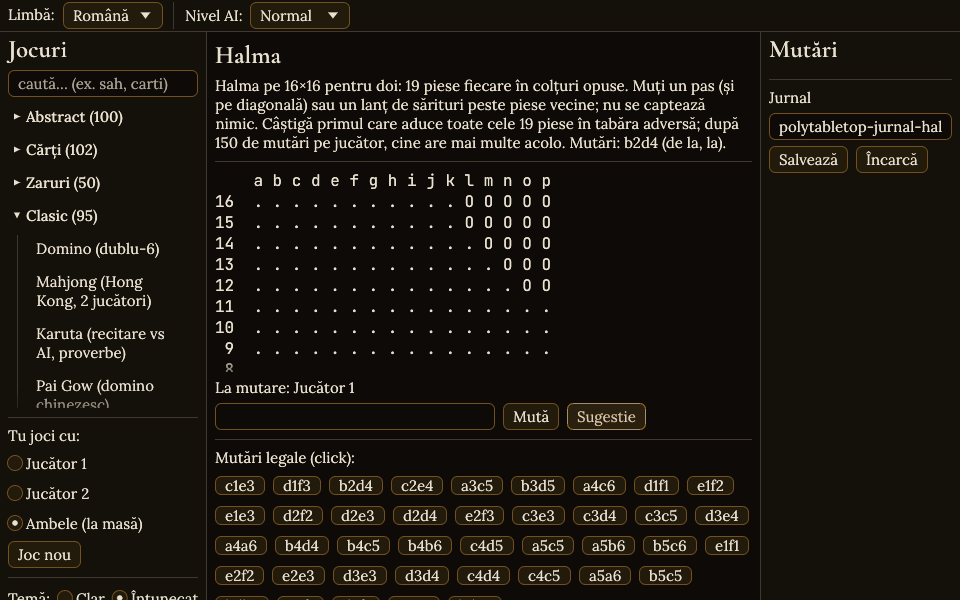 Limbă: Română ▼ Nivel AI: Normal ▼
Jocuri
caută... (ex. sah, carti)
▸ Abstract (100)
▸ Cărți (102)
▸ Zaruri (50)
▾ Clasic (95)
Domino (dublu-6)
Mahjong (Hong
Kong, 2 jucători)
Karuta (recitare vs
AI, proverbe)
Pai Gow (domino
chinezesc)
Tu joci cu:
Jucător 1
Jucător 2
Ambele (la masă)
Joc nou
Temă: Clar Întunecat
Halma
Halma pe 16×16 pentru doi: 19 piese fiecare în colțuri opuse. Muți un pas (și
pe diagonală) sau un lanț de sărituri peste piese vecine; nu se captează
nimic. Câștigă primul care aduce toate cele 19 piese în tabăra adversă; după
150 de mutări pe jucător, cine are mai multe acolo. Mutări: b2d4 (de la, la).
a b c d e f g h i j k l m n o p
16 . . . . . . . . . . . O O O O O
15 . . . . . . . . . . . O O O O O
14 . . . . . . . . . . . . O O O O
13 . . . . . . . . . . . . . O O O
12 . . . . . . . . . . . . . . O O
11 . . . . . . . . . . . . . . . .
10 . . . . . . . . . . . . . . . .
9 . . . . . . . . . . . . . . . .
8
La mutare: Jucător 1
Mută Sugestie
Mutări legale (click):
c1e3 d1f3 b2d4 c2e4 a3c5 b3d5 a4c6 d1f1 e1f2
e1e3 d2f2 d2e3 d2d4 e2f3 c3e3 c3d4 c3c5 d3e4
a4a6 b4d4 b4c5 b4b6 c4d5 a5c5 a5b6 b5c6 e1f1
e2f2 e2e3 d3e3 d3d4 c4d4 c4c5 a5a6 b5c5
Mutări
Jurnal
polytabletop-jurnal-hal
Salvează Încarcă